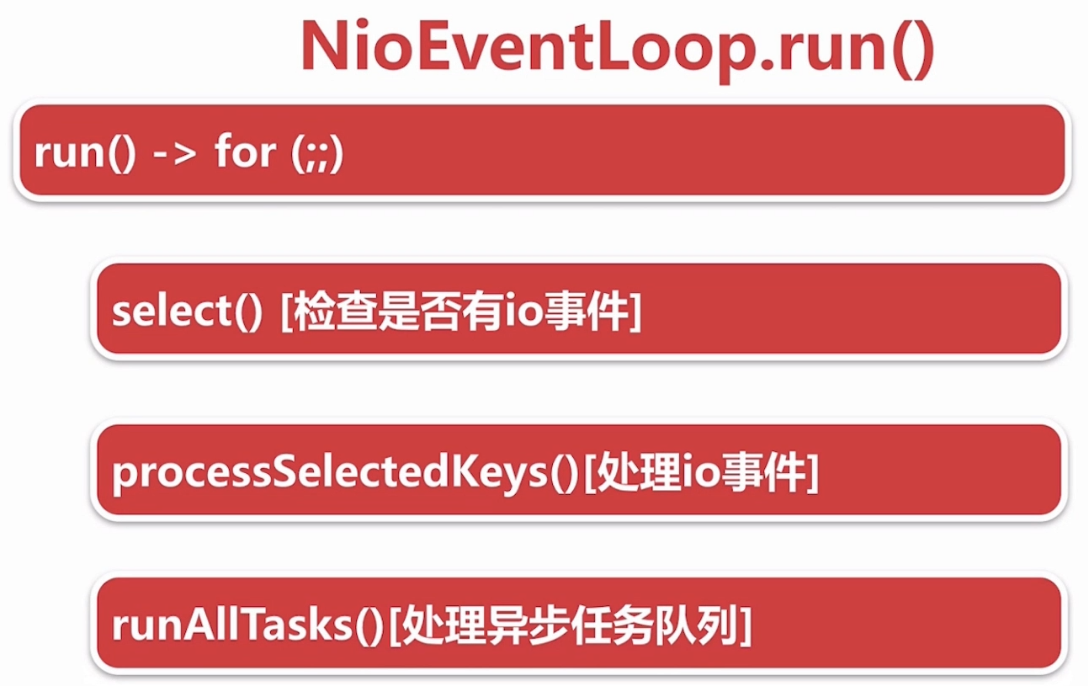 NioEventLoop.run()
run() -> for (;;)
select() [检查是否有io事件]
processSelectedKeys()[处理io事件]
runAllTasks()[处理异步任务队列]